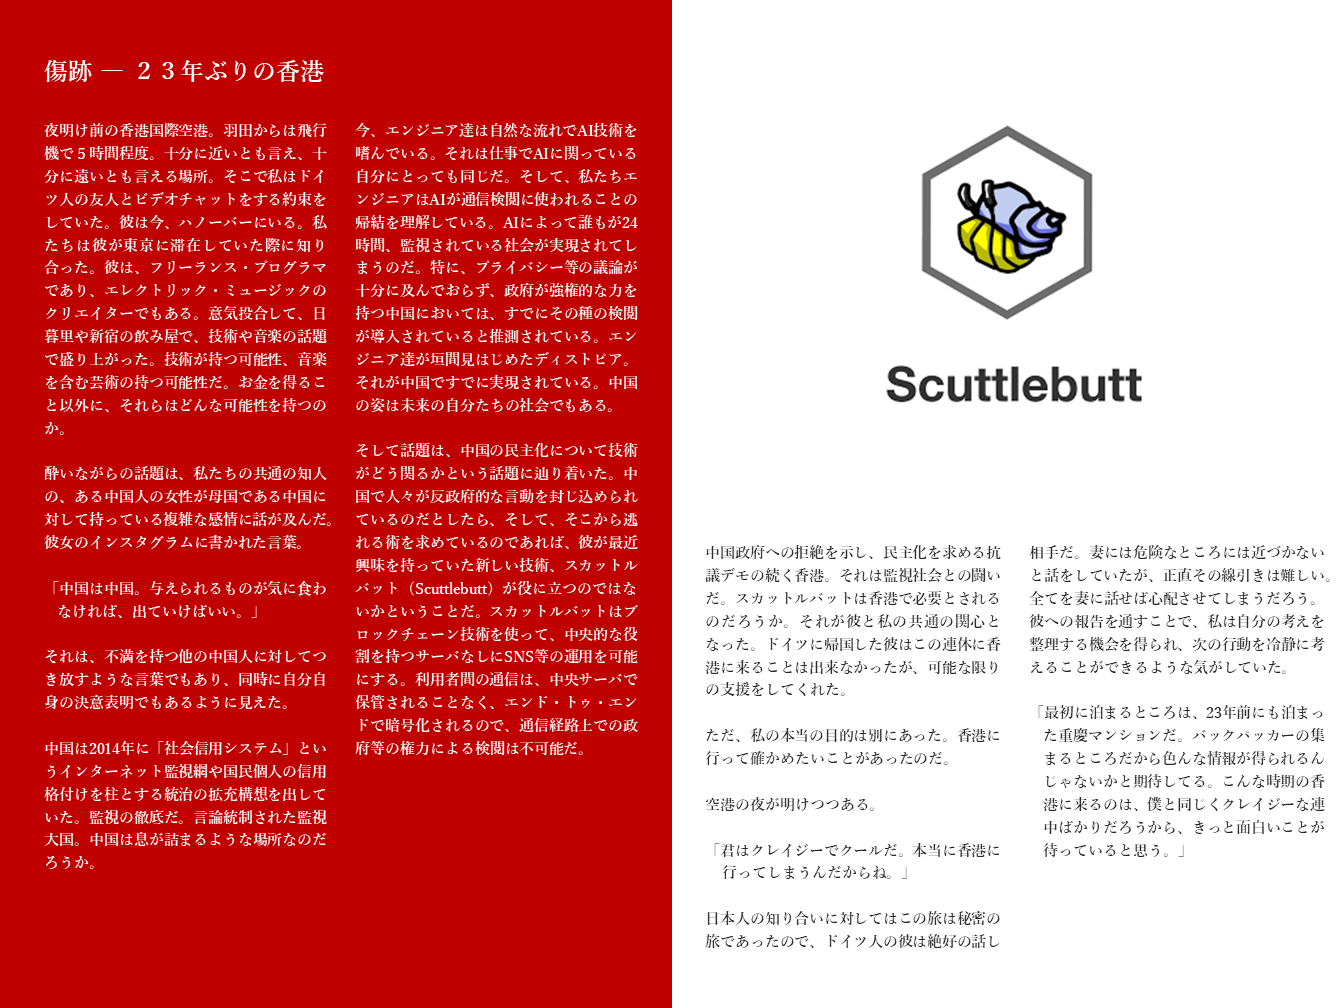 傷跡 ― ２３年ぶりの香港
夜明け前の香港国際空港。羽田からは飛行
機で５時間程度。十分に近いとも言え、十
分に遠いとも言える場所。そこで私はドイ
ツ人の友人とビデオチャットをする約束を
していた。彼は今、ハノーバーにいる。私
たちは彼が東京に滞在していた際に知り
合った。彼は、フリーランス・プログラマ
であり、エレクトリック・ミュージックの
クリエイターでもある。意気投合して、日
暮里や新宿の飲み屋で、技術や音楽の話題
で盛り上がった。技術が持つ可能性、音楽
を含む芸術の持つ可能性だ。お金を得るこ
と以外に、それらはどんな可能性を持つの
か。
酔いながらの話題は、私たちの共通の知人
の、ある中国人の女性が母国である中国に
対して持っている複雑な感情に話が及んだ。
彼女のインスタグラムに書かれた言葉。
「中国は中国。与えられるものが気に食わ
なければ、出ていけばいい。」
それは、不満を持つ他の中国人に対してつ
き放すような言葉でもあり、同時に自分自
身の決意表明でもあるように見えた。
中国は2014年に「社会信用システム」とい
うインターネット監視網や国民個人の信用
格付けを柱とする統治の拡充構想を出して
いた。監視の徹底だ。言論統制された監視
大国。中国は息が詰まるような場所なのだ
ろうか。
今、エンジニア達は自然な流れでAI技術を
嗜んでいる。それは仕事でAIに関っている
自分にとっても同じだ。そして、私たちエ
ンジニアはAIが通信検閲に使われることの
帰結を理解している。AIによって誰もが24
時間、監視されている社会が実現されてし
まうのだ。特に、プライバシー等の議論が
十分に及んでおらず、政府が強権的な力を
持つ中国においては、すでにその種の検閲
が導入されていると推測されている。エン
ジニア達が垣間見はじめたディストピア。
それが中国ですでに実現されている。中国
の姿は未来の自分たちの社会でもある。
そして話題は、中国の民主化について技術
がどう関るかという話題に辿り着いた。中
国で人々が反政府的な言動を封じ込められ
ているのだとしたら、そして、そこから逃
れる術を求めているのであれば、彼が最近
興味を持っていた新しい技術、スカットル
バット（Scuttlebutt）が役に立つのではな
いかということだ。スカットルバットはブ
ロックチェーン技術を使って、中央的な役
割を持つサーバなしにSNS等の運用を可能
にする。利用者間の通信は、中央サーバで
保管されることなく、エンド・トゥ・エン
ドで暗号化されるので、通信経路上での政
府等の権力による検閲は不可能だ。
Scuttlebutt
中国政府への拒絶を示し、民主化を求める抗
議デモの続く香港。それは監視社会との闘い
だ。スカットルバットは香港で必要とされる
のだろうか。それが彼と私の共通の関心と
なった。ドイツに帰国した彼はこの連休に香
港に来ることは出来なかったが、可能な限り
の支援をしてくれた。
ただ、私の本当の目的は別にあった。香港に
行って確かめたいことがあったのだ。
空港の夜が明けつつある。
「君はクレイジーでクールだ。本当に香港に
行ってしまうんだからね。」
日本人の知り合いに対してはこの旅は秘密の
旅であったので、ドイツ人の彼は絶好の話し
相手だ。妻には危険なところには近づかない
と話をしていたが、正直その線引きは難しい。
全てを妻に話せば心配させてしまうだろう。
彼への報告を通すことで、私は自分の考えを
整理する機会を得られ、次の行動を冷静に考
えることができるような気がしていた。
「最初に泊まるところは、23年前にも泊まっ
た重慶マンションだ。バックパッカーの集
まるところだから色んな情報が得られるん
じゃないかと期待してる。こんな時期の香
港に来るのは、僕と同じくクレイジーな連
中ばかりだろうから、きっと面白いことが
待っていると思う。」